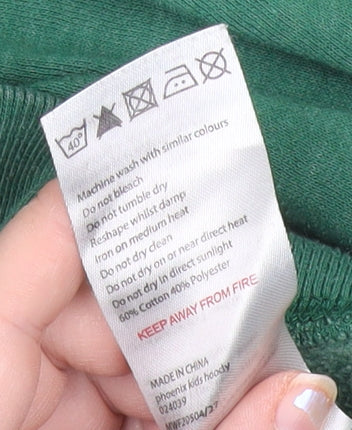 40°
Machine wash with similar colours
Do not bleach
Do not tumble dry
Reshape whilst damp
Iron on medium heat
Do not dry clean
Do not dry on or near direct heat
Do not dry in direct sunlight
60% Cotton 40% Polyester
KEEP AWAY FROM FIRE
MADE IN CHINA
phoenix kids hoody
024039